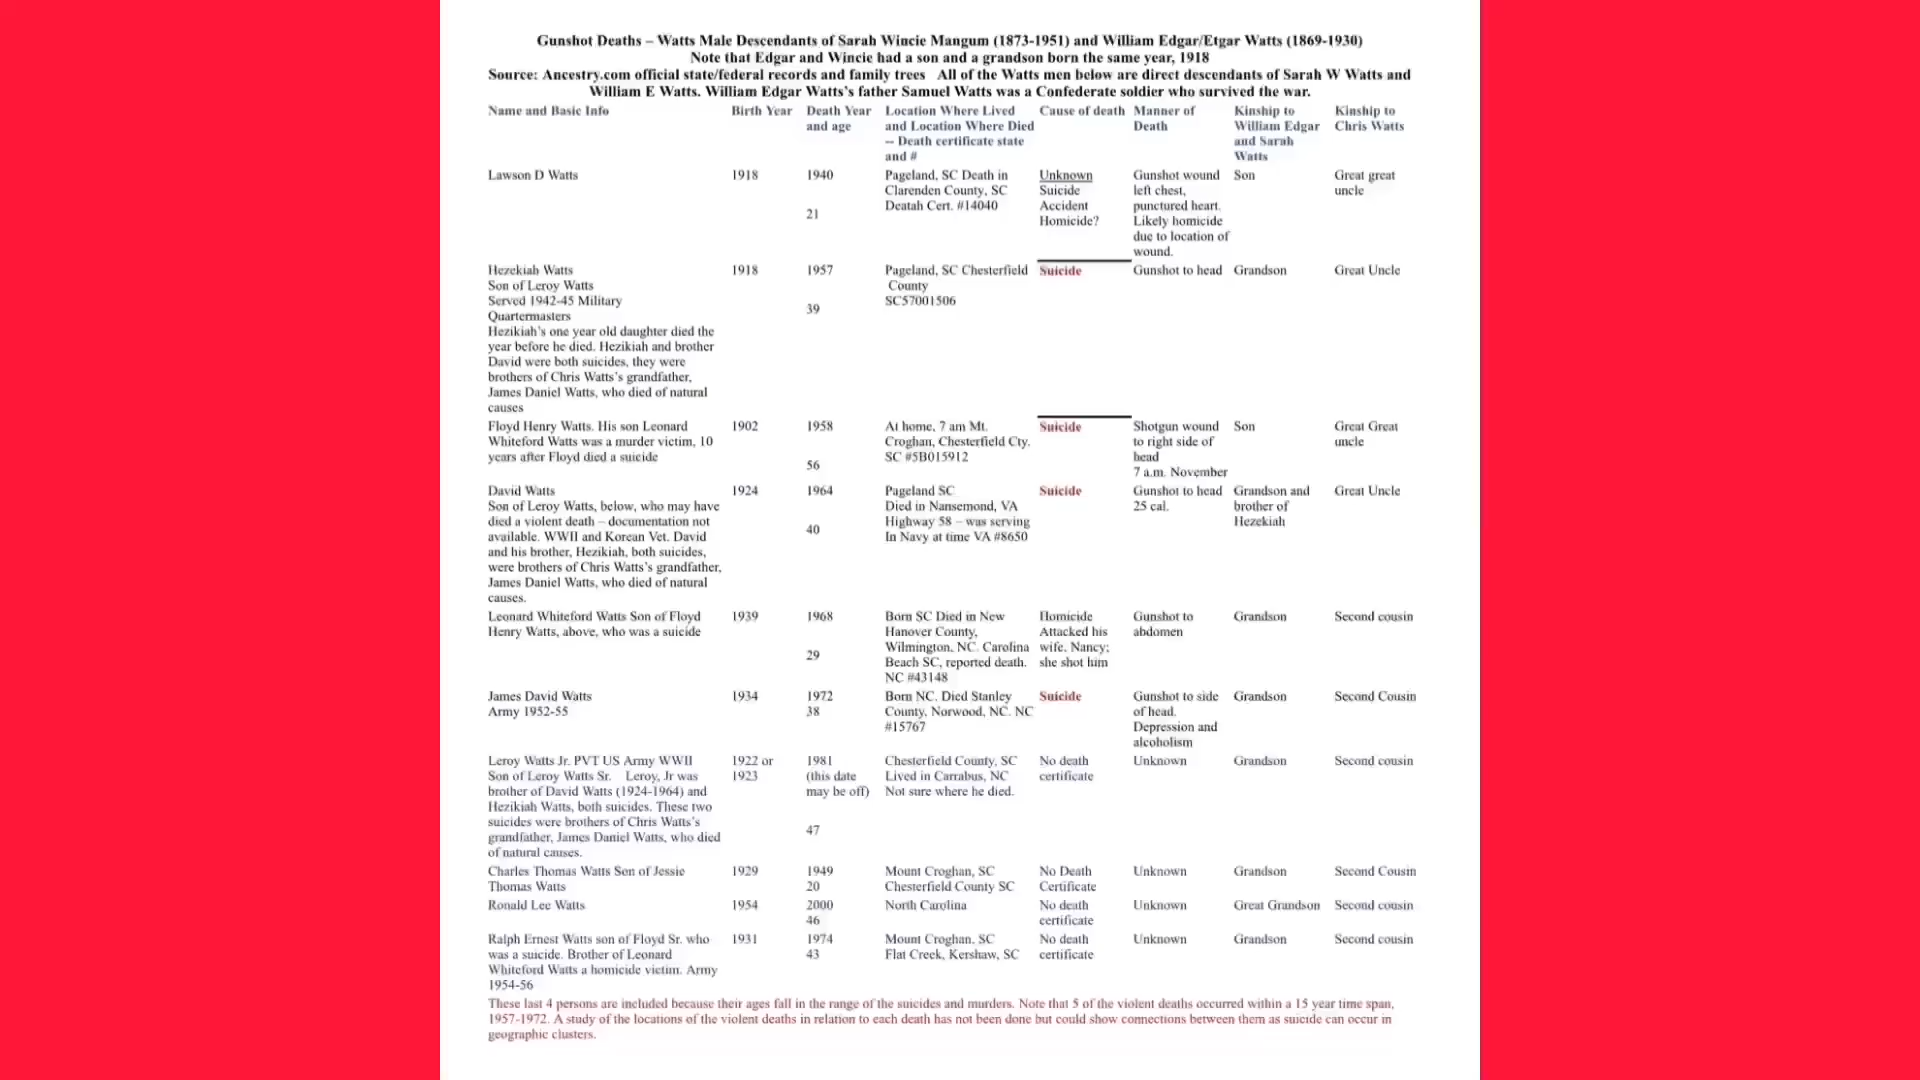 Gunshot Deaths – Watts Male Descendants of Sarah Wincie Mangum (1873-1951) and William Edgar/Etgar Watts (1869-1930)
Note that Edgar and Wincie had a son and a grandson born the same year, 1918
Source: Ancestry.com official state/federal records and family trees All of the Watts men below are direct descendants of Sarah W Watts and
William E Watts. William Edgar Watts's father Samuel Watts was a Confederate soldier who survived the war.
Name and Basic Info
Birth Year
Death Year
and age
Location Where Lived
and Location Where Died
-- Death certificate state
and #
Cause of death
Manner of
Death
Kinship to
William Edgar
and Sarah
Watts
Kinship to
Chris Watts
Lawson D Watts
1918
1940
21
Pageland, SC Death in
Clarenden County, SC
Deatah Cert. #14040
Unknown
Suicide
Accident
Homicide?
Gunshot wound
left chest,
punctured heart.
Likely homicide
due to location of
wound.
Son
Great great
uncle
Hezekiah Watts
Son of Leroy Watts
Served 1942-45 Military
Quartermasters
Hezikiah's one year old daughter died the
year before he died. Hezikiah and brother
David were both suicides, they were
brothers of Chris Watts's grandfather,
James Daniel Watts, who died of natural
causes
1918
1957
39
Pageland, SC Chesterfield
County
SC57001506
Suicide
Gunshot to head
Grandson
Great Uncle
Floyd Henry Watts. His son Leonard
Whiteford Watts was a murder victim, 10
years after Floyd died a suicide
1902
1958
56
At home, 7 am Mt.
Croghan, Chesterfield Cty.
SC #5B015912
Suicide
Shotgun wound
to right side of
head
7 a.m. November
Son
Great Great
uncle
David Watts
Son of Leroy Watts, below, who may have
died a violent death – documentation not
available. WWII and Korean Vet. David
and his brother, Hezikiah, both suicides,
were brothers of Chris Watts's grandfather,
James Daniel Watts, who died of natural
causes.
1924
1964
40
Pageland SC
Died in Nansemond, VA
Highway 58 – was serving
In Navy at time VA #8650
Suicide
Gunshot to head
25 cal.
Grandson and
brother of
Hezekiah
Great Uncle
Leonard Whiteford Watts Son of Floyd
Henry Watts, above, who was a suicide
1939
1968
29
Born SC Died in New
Hanover County,
Wilmington, NC. Carolina
Beach SC, reported death.
NC #43148
Homicide
Attacked his
wife, Nancy;
she shot him
Gunshot to
abdomen
Grandson
Second cousin
James David Watts
Army 1952-55
1934
1972
38
Born NC. Died Stanley
County, Norwood, NC. NC
#15767
Suicide
Gunshot to side
of head.
Depression and
alcoholism
Grandson
Second Cousin
Leroy Watts Jr. PVT US Army WWII
Son of Leroy Watts Sr. Leroy, Jr was
brother of David Watts (1924-1964) and
Hezikiah Watts, both suicides. These two
suicides were brothers of Chris Watts's
grandfather, James Daniel Watts, who died
of natural causes.
1922 or
1923
1981
(this date
may be off)
47
Chesterfield County, SC
Lived in Carrabus, NC
Not sure where he died.
No death
certificate
Unknown
Grandson
Second cousin
Charles Thomas Watts Son of Jessie
Thomas Watts
1929
1949
20
Mount Croghan, SC
Chesterfield County SC
No Death
Certificate
Unknown
Grandson
Second Cousin
Ronald Lee Watts
1954
2000
46
North Carolina
No death
certificate
Unknown
Great Grandson
Second cousin
Ralph Ernest Watts son of Floyd Sr. who
was a suicide. Brother of Leonard
Whiteford Watts a homicide victim. Army
1954-56
1931
1974
43
Mount Croghan, SC
Flat Creek, Kershaw, SC
No death
certificate
Unknown
Grandson
Second cousin
These last 4 persons are included because their ages fall in the range of the suicides and murders. Note that 5 of the violent deaths occurred within a 15 year time span,
1957-1972. A study of the locations of the violent deaths in relation to each death has not been done but could show connections between them as suicide can occur in
geographic clusters.